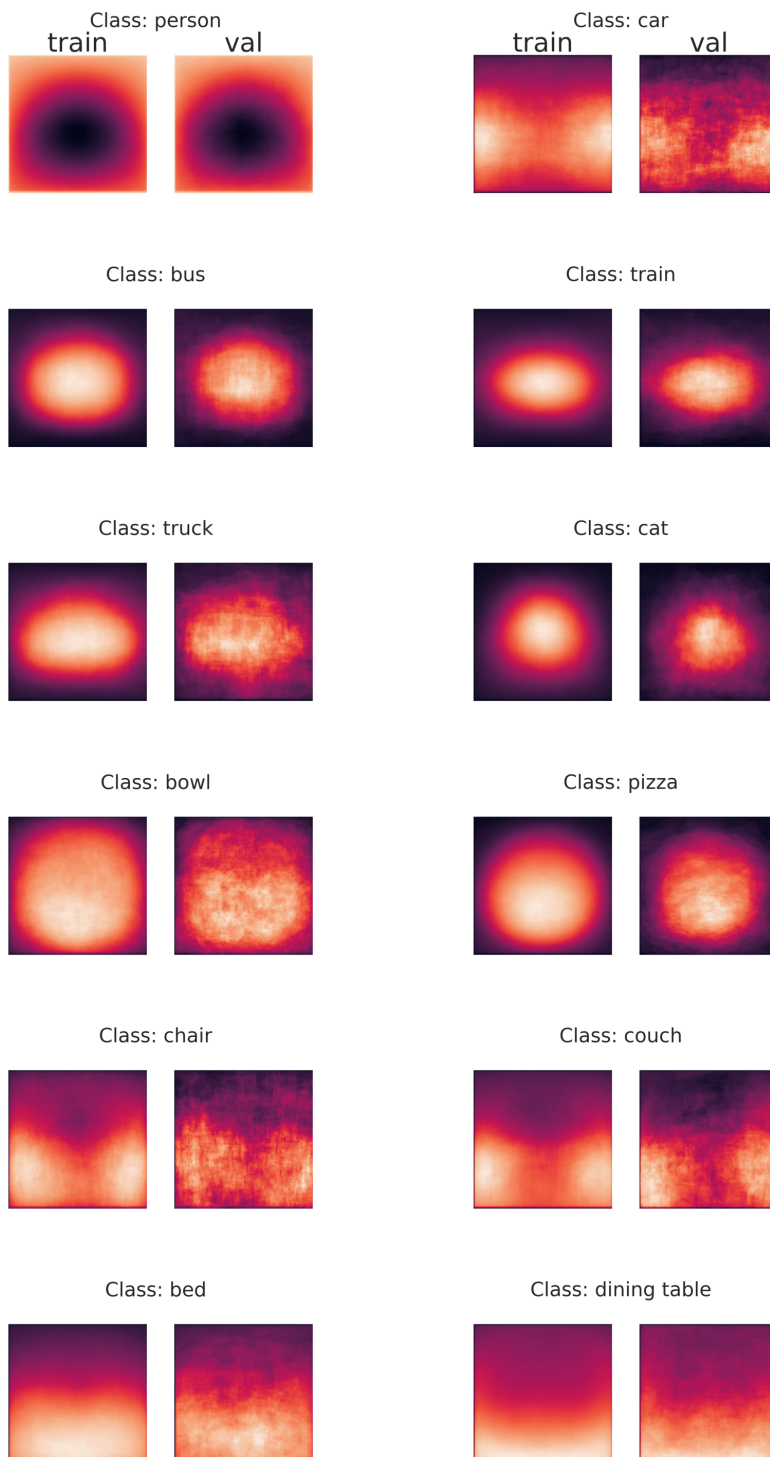 Class: person
Class: car
train
val
train
val
Class: bus
Class: train
Class: truck
Class: cat
Class: bowl
Class: pizza
Class: chair
Class: couch
Class: bed
Class: dining table